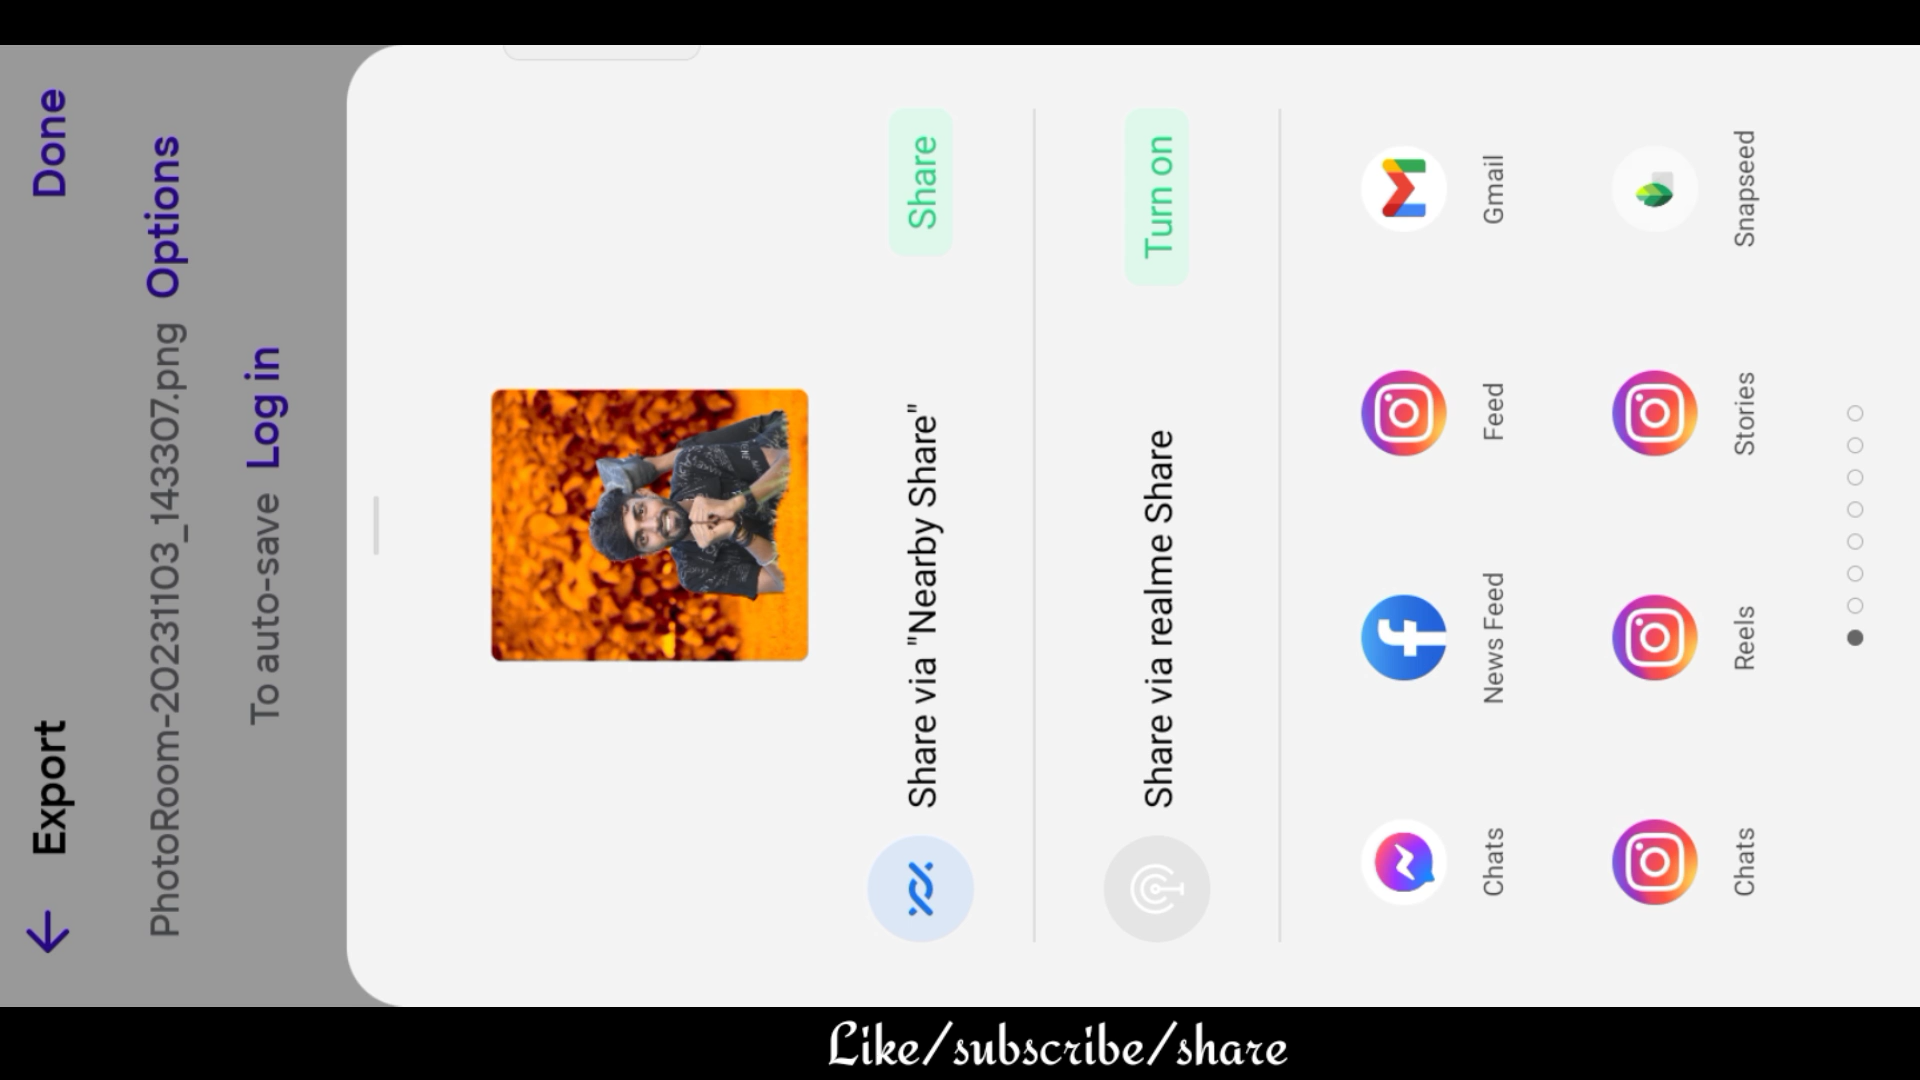 Export Done
PhotoRoom-20231103_143307.png Options
To auto-save Log in
Share via "Nearby Share" Share
Share via realme Share Turn on
Chats News Feed Feed Gmail
Chats Reels Stories Snapseed
Like/subscribe/share